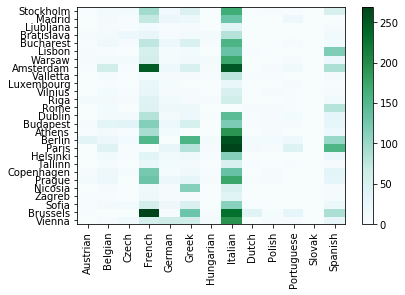 Stockholm
Madrid
Ljubljana
Bratislava
Bucharest
Lisbon
Warsaw
Amsterdam
Valletta
Luxembourg
Vilnius
Riga
Rome
Dublin
Budapest
Athens
Berlin
Paris
Helsinki
Tallinn
Copenhagen
Prague
Nicosia
Zagreb
Sofia
Brussels
Vienna
Austrian
Belgian
Czech
French
German
Greek
Hungarian
Italian
Dutch
Polish
Portuguese
Slovak
Spanish
250
200
150
100
50
0